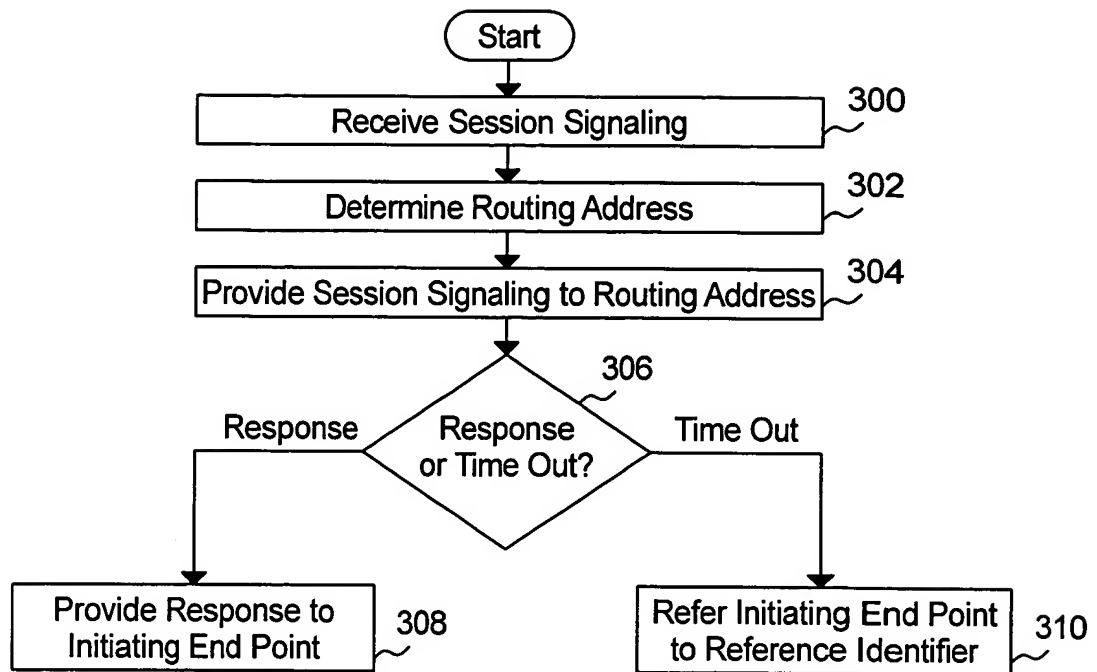 Start
Receive Session Signaling
300
Determine Routing Address
302
Provide Session Signaling to Routing Address
304
306
Response
Response
or Time Out?
Time Out
Provide Response to
Initiating End Point
308
Refer Initiating End Point
to Reference Identifier
310